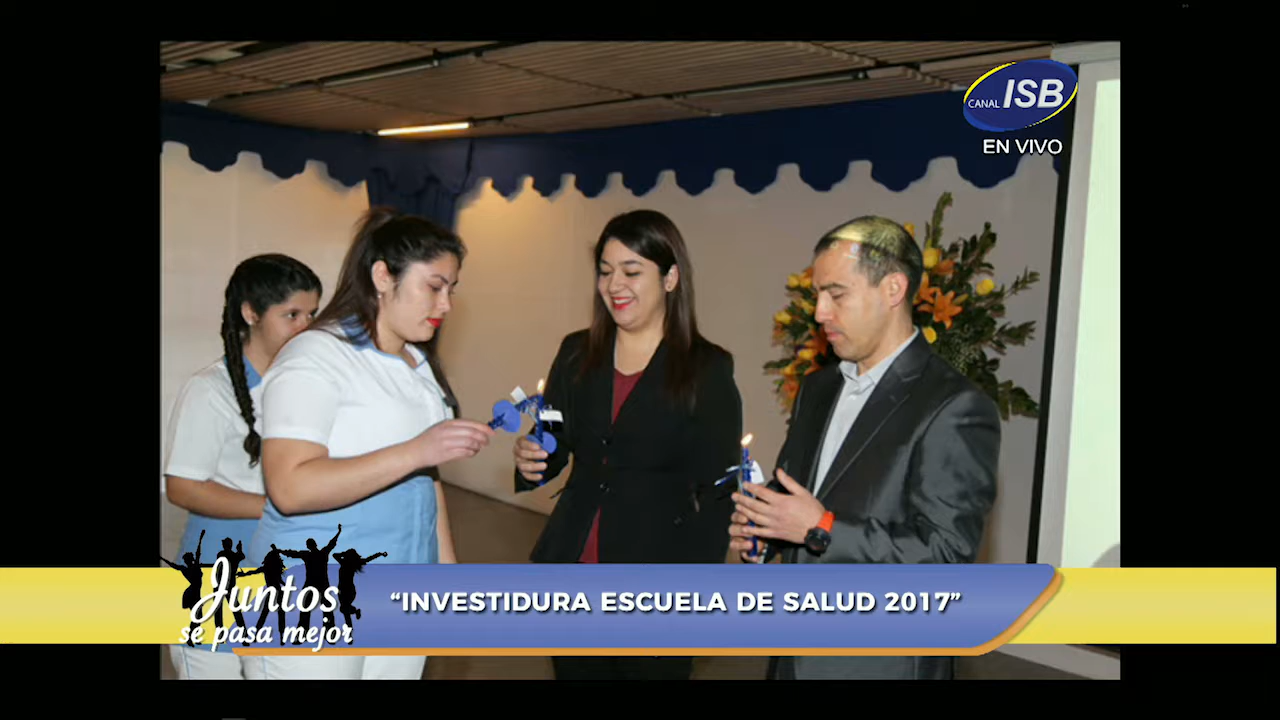 CANAL ISB
EN VIVO
Juntos
se pasa mejor
“INVESTIDURA ESCUELA DE SALUD 2017”